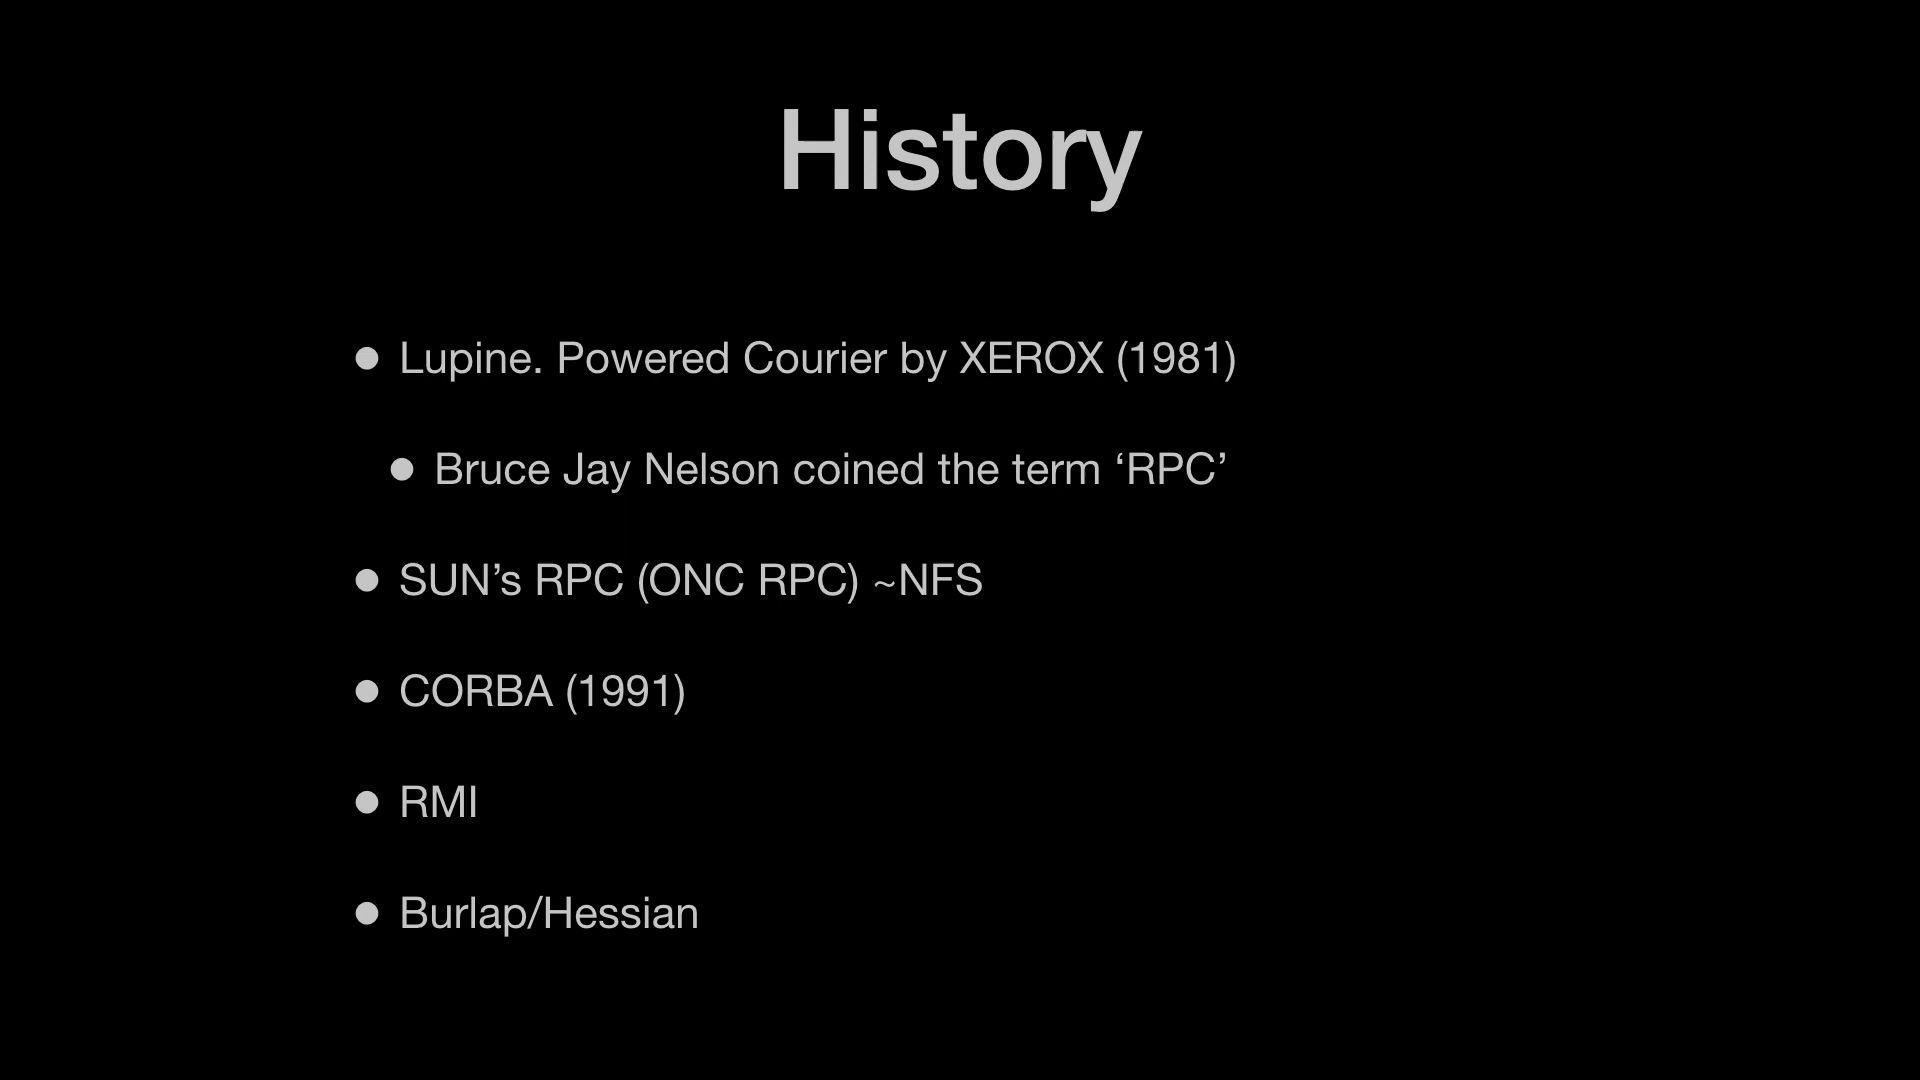 History
• Lupine. Powered Courier by XEROX (1981)
• Bruce Jay Nelson coined the term ‘RPC’
• SUN’s RPC (ONC RPC) ~NFS
• CORBA (1991)
• RMI
• Burlap/Hessian